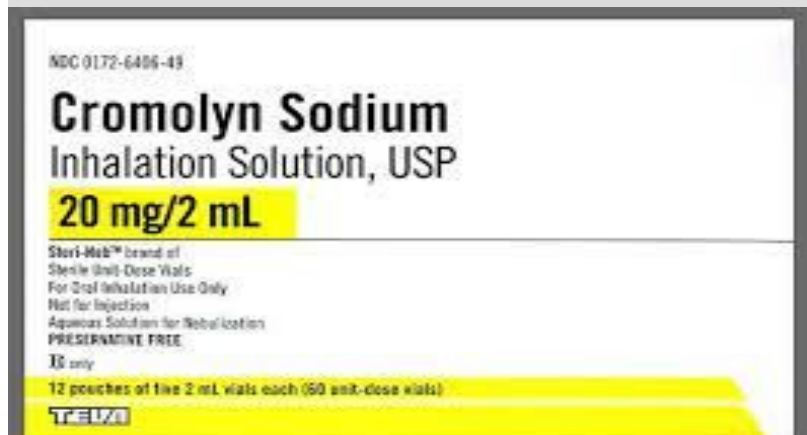 NDC 0172-6406-49
Cromolyn Sodium
Inhalation Solution, USP
20 mg/2 mL
Steri-Neb™ brand of
Sterile Unit-Dose Vials
For Oral Inhalation Use Only
Not for Injection
Aqueous Solution for Nebulization
PRESERVATIVE FREE
℞ only
12 pouches of five 2 mL vials each (60 unit-dose vials)
TEVA